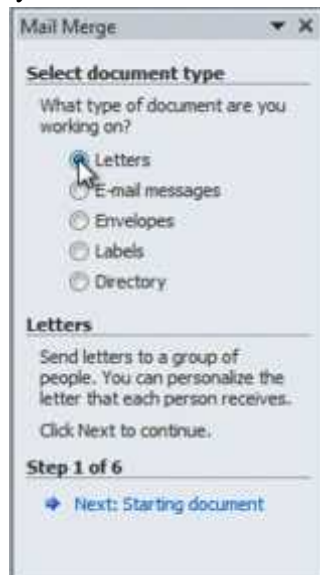 Mail Merge
Select document type
What type of document are you
working on?
Letters
E-mail messages
Envelopes
Labels
Directory
Letters
Send letters to a group of
people. You can personalize the
letter that each person receives.
Click Next to continue.
Step 1 of 6
Next: Starting document